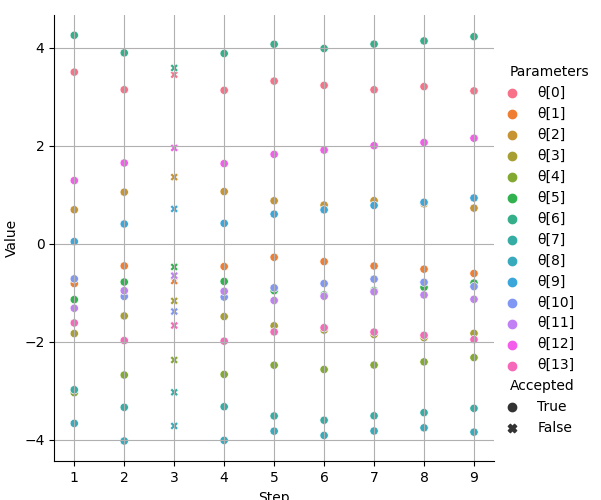 4
2
0
−2
−4
Value
1 2 3 4 5 6 7 8 9
Step
Parameters
θ[0]
θ[1]
θ[2]
θ[3]
θ[4]
θ[5]
θ[6]
θ[7]
θ[8]
θ[9]
θ[10]
θ[11]
θ[12]
θ[13]
Accepted
True
False